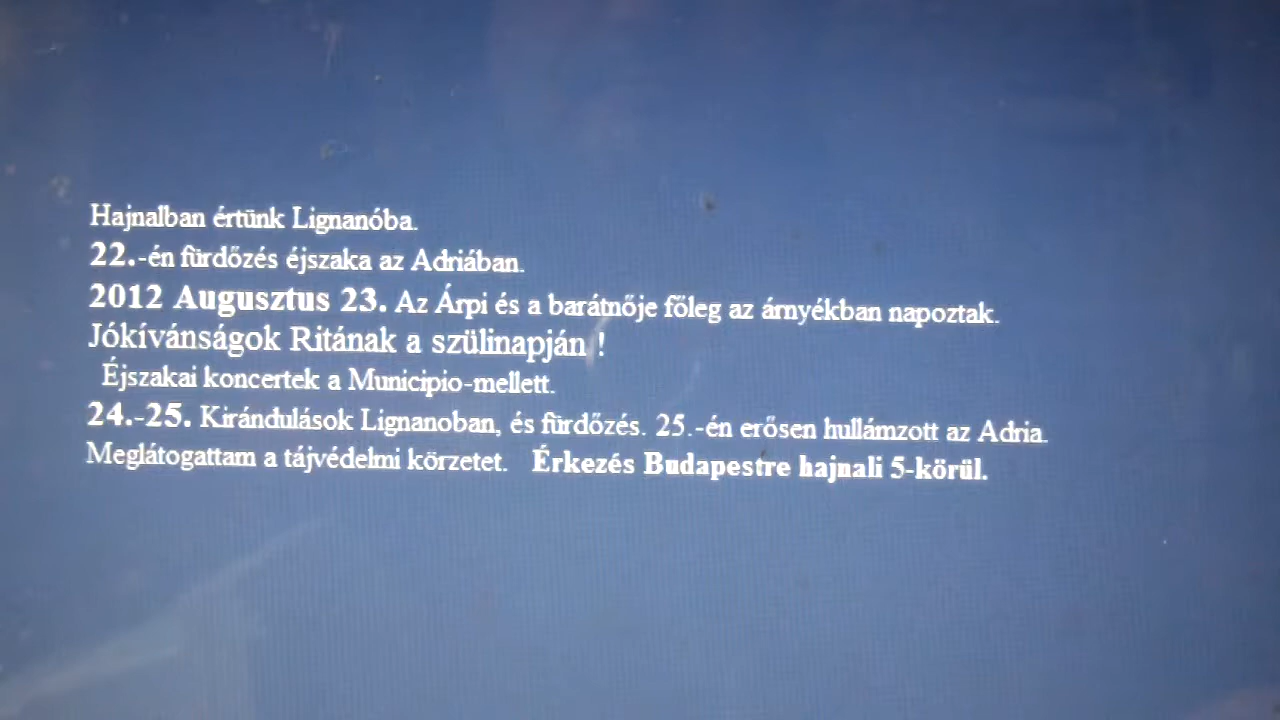 Hajnalban értünk Lignanóba.
22.-én fürdőzés éjszaka az Adriában.
2012 Augusztus 23. Az Árpi és a barátnője főleg az árnyékban napoztak.
Jókívánságok Ritának a szülinapján !
Éjszakai koncertek a Municipio-mellett.
24.-25. Kirándulások Lignanoban, és fürdőzés. 25.-én erősen hullámzott az Adria.
Meglátogattam a tájvédelmi körzetet. Érkezés Budapestre hajnali 5-körül.